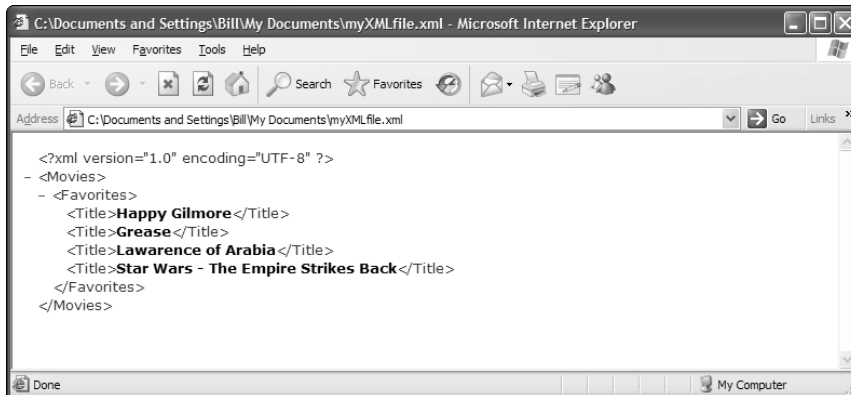 C:\Documents and Settings\Bill\My Documents\myXMLfile.xml - Microsoft Internet Explorer
File Edit View Favorites Tools Help
Back Search Favorites
Address C:\Documents and Settings\Bill\My Documents\myXMLfile.xml Go Links »
<?xml version="1.0" encoding="UTF-8" ?>
- <Movies>
- <Favorites>
<Title>Happy Gilmore</Title>
<Title>Grease</Title>
<Title>Lawarence of Arabia</Title>
<Title>Star Wars - The Empire Strikes Back</Title>
</Favorites>
</Movies>
Done My Computer